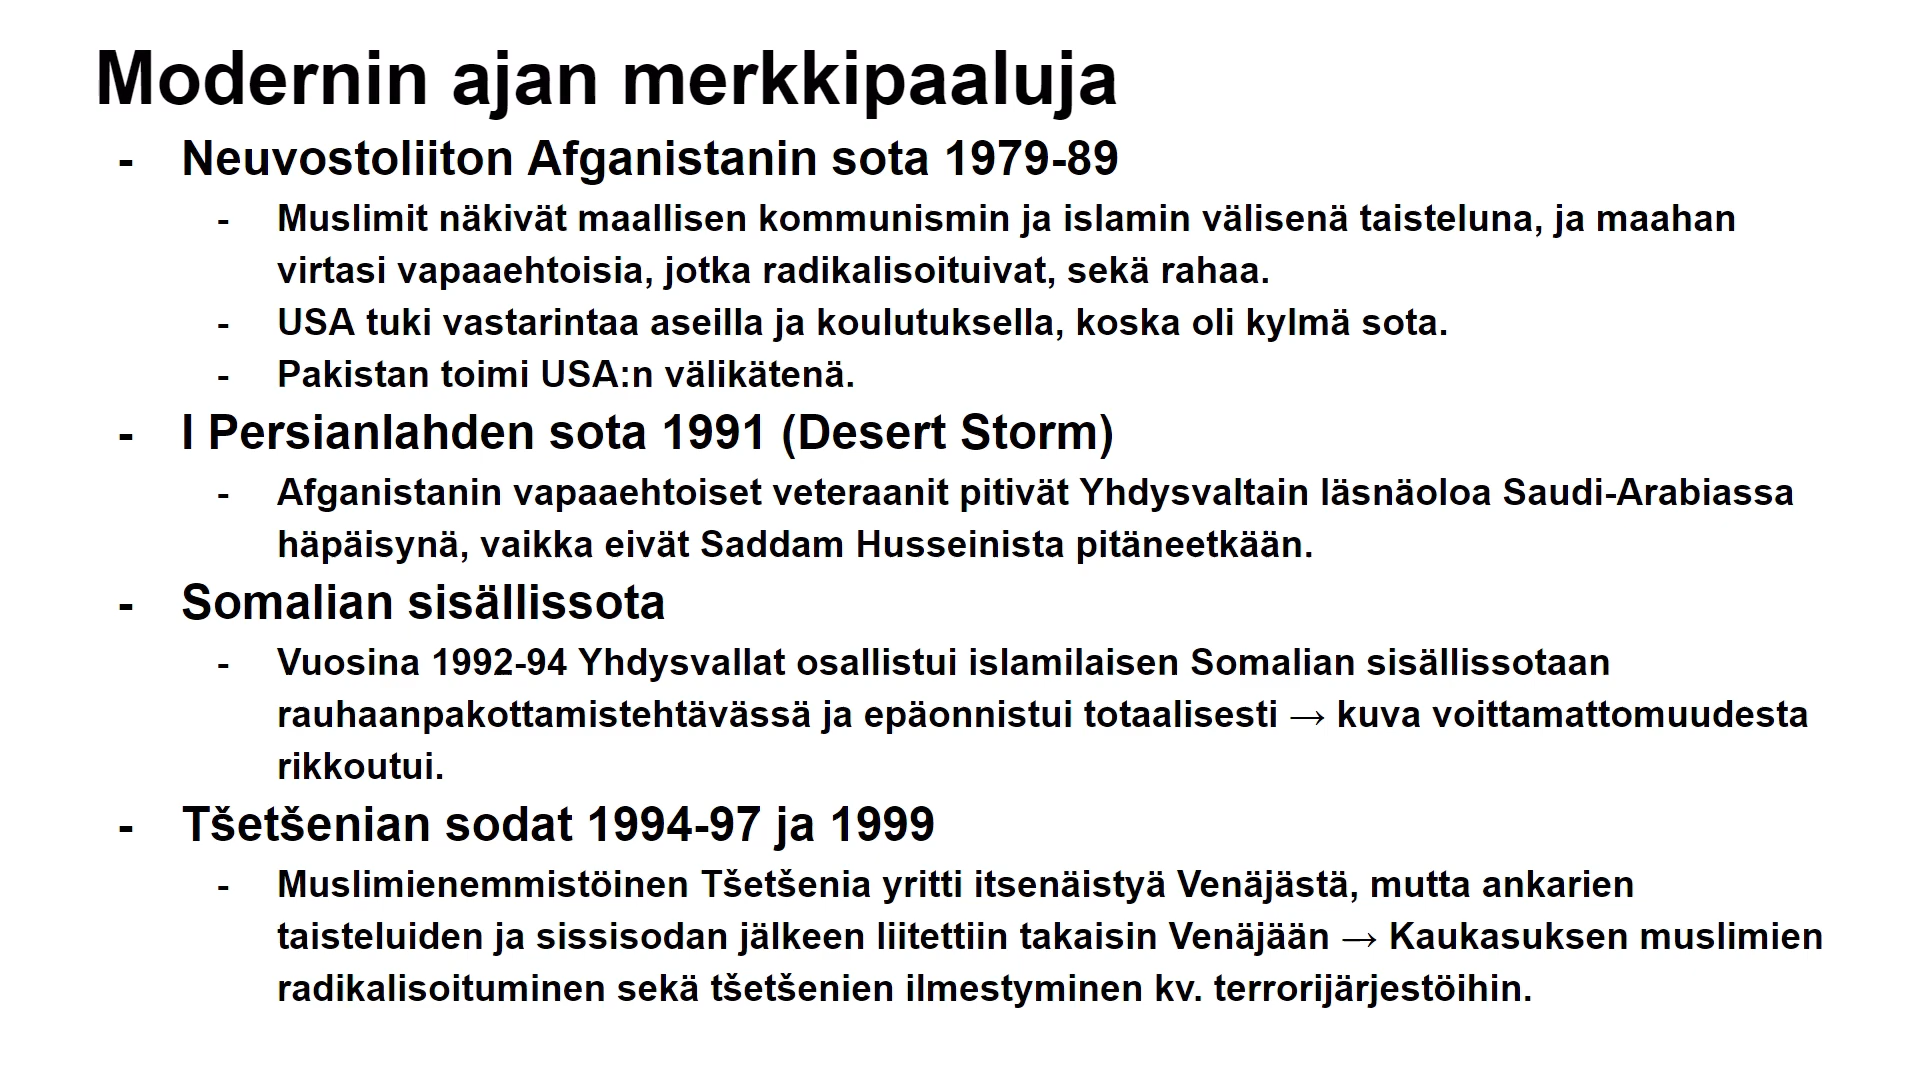 Modernin ajan merkkipaaluja
- Neuvostoliiton Afganistanin sota 1979-89
- Muslimit näkivät maallisen kommunismin ja islamin välisenä taisteluna, ja maahan
virtasi vapaaehtoisia, jotka radikalisoituivat, sekä rahaa.
- USA tuki vastarintaa aseilla ja koulutuksella, koska oli kylmä sota.
- Pakistan toimi USA:n välikätenä.
- I Persianlahden sota 1991 (Desert Storm)
- Afganistanin vapaaehtoiset veteraanit pitivät Yhdysvaltain läsnäoloa Saudi-Arabiassa
häpäisynä, vaikka eivät Saddam Husseinista pitäneetkään.
- Somalian sisällissota
- Vuosina 1992-94 Yhdysvallat osallistui islamilaisen Somalian sisällissotaan
rauhaanpakottamistehtävässä ja epäonnistui totaalisesti → kuva voittamattomuudesta
rikkoutui.
- Tšetšenian sodat 1994-97 ja 1999
- Muslimienemmistöinen Tšetšenia yritti itsenäistyä Venäjästä, mutta ankarien
taisteluiden ja sissisodan jälkeen liitettiin takaisin Venäjään → Kaukasuksen muslimien
radikalisoituminen sekä tšetšenien ilmestyminen kv. terrorijärjestöihin.